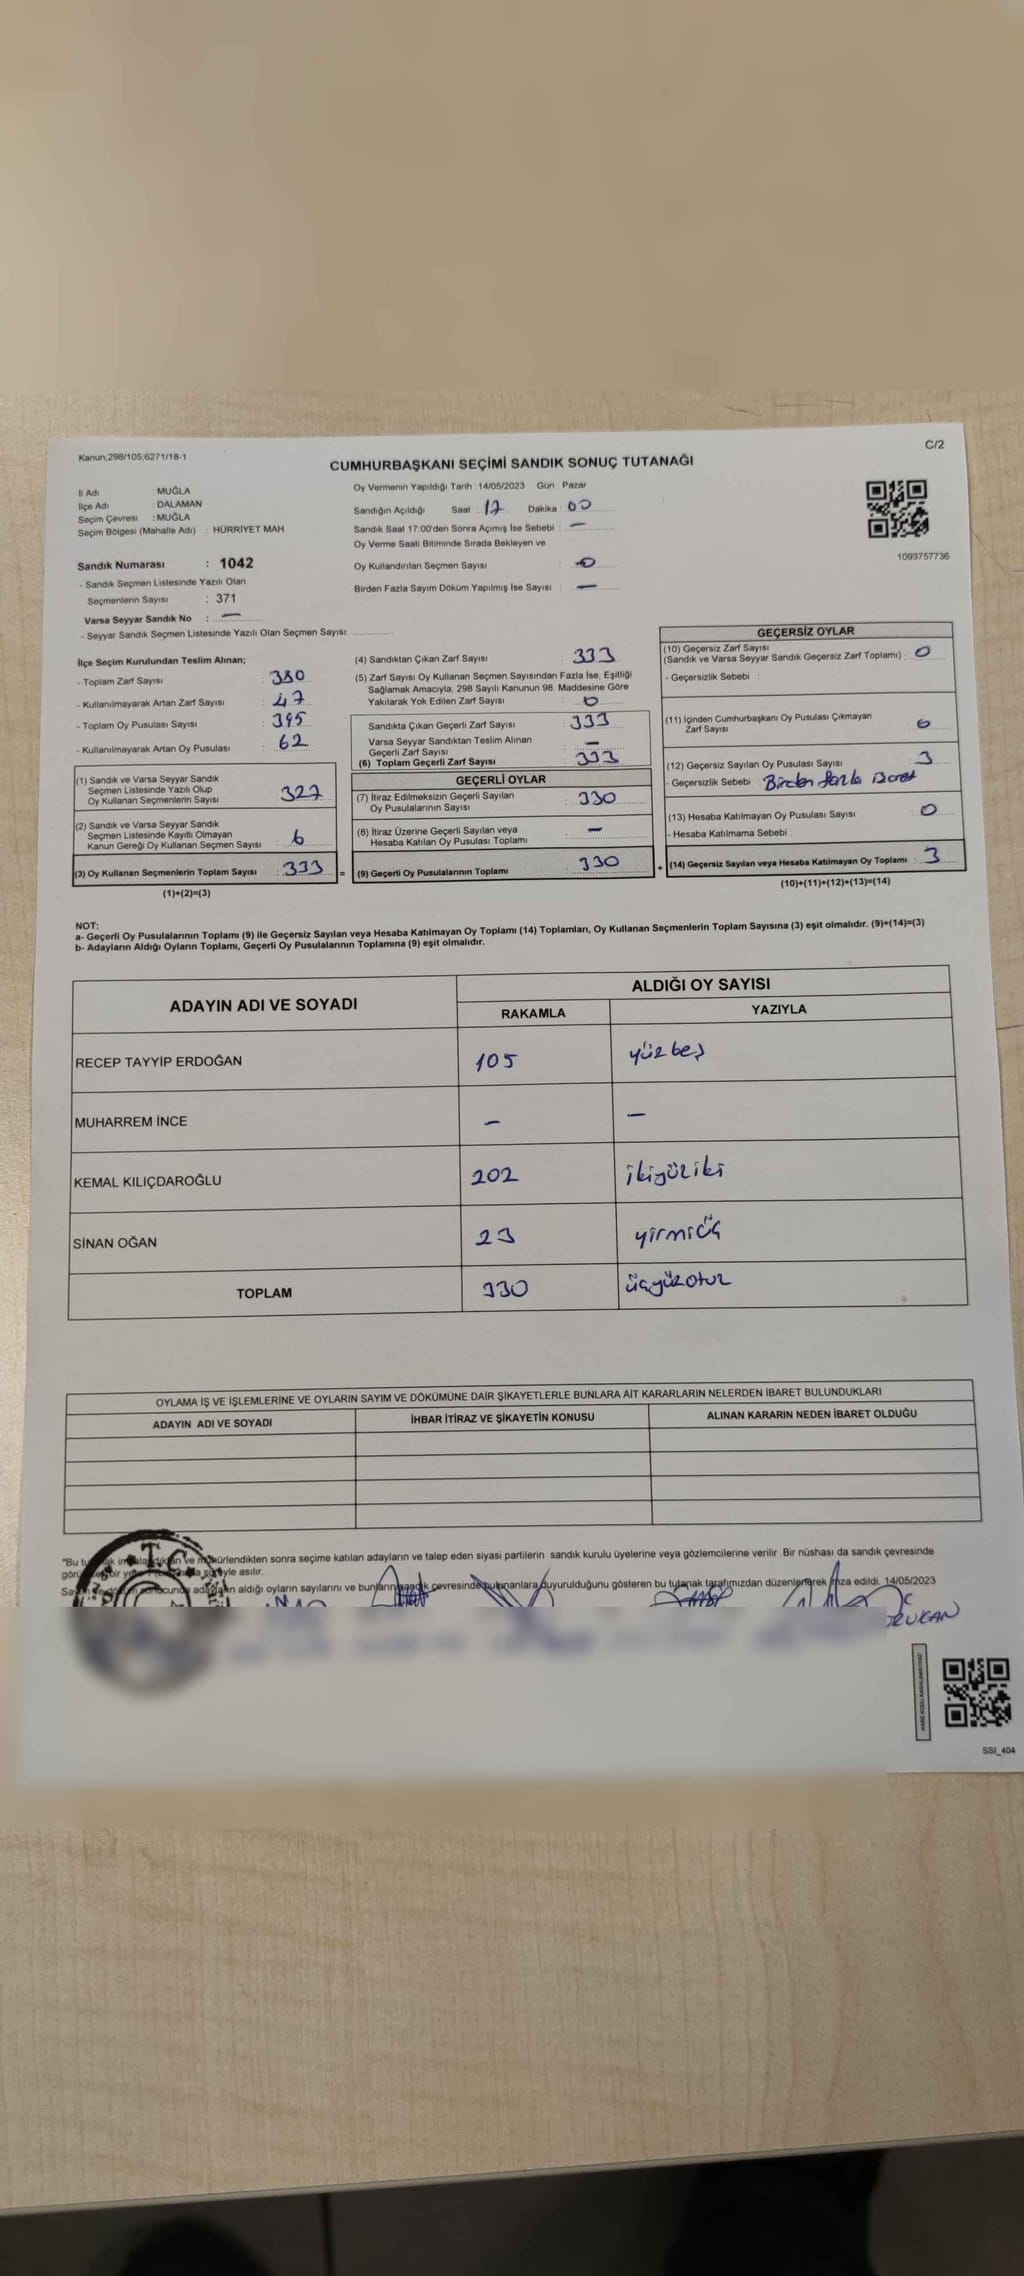 Kanun,298/105,6271/18-1
C/2
CUMHURBAŞKANI SEÇİMİ SANDIK SONUÇ TUTANAĞI
İl Adı : MUĞLA
İlçe Adı : DALAMAN
Seçim Çevresi : MUĞLA
Seçim Bölgesi (Mahalle Adı) : HÜRRİYET MAH.
Oy Vermenin Yapıldığı Tarih : 14/05/2023 Gün : Pazar
Sandığın Açıldığı Saat : 17 Dakika : 00
Sandık Saat 17:00'den Sonra Açımış İse Sebebi : —
Oy Verme Saati Bitiminde Sırada Bekleyen ve
Oy Kullandırılan Seçmen Sayısı : 0
Birden Fazla Sayım Döküm Yapılmış İse Sayısı : —
1093757736
Sandık Numarası : 1042
- Sandık Seçmen Listesinde Yazılı Olan
Seçmenlerin Sayısı : 371
Varsa Seyyar Sandık No : —
- Seyyar Sandık Seçmen Listesinde Yazılı Olan Seçmen Sayısı:
İlçe Seçim Kurulundan Teslim Alınan;
- Toplam Zarf Sayısı : 380
- Kullanılmayarak Artan Zarf Sayısı : 47
- Toplam Oy Pusulası Sayısı : 395
- Kullanılmayarak Artan Oy Pusulası : 62
(1) Sandık ve Varsa Seyyar Sandık
Seçmen Listesinde Yazılı Olup
Oy Kullanan Seçmenlerin Sayısı : 327
(2) Sandık ve Varsa Seyyar Sandık
Seçmen Listesinde Kayıtlı Olmayan
Kanun Gereği Oy Kullanan Seçmen Sayısı : 6
(3) Oy Kullanan Seçmenlerin Toplam Sayısı : 333 =
(1)+(2)=(3)
(4) Sandıktan Çıkan Zarf Sayısı : 333
(5) Zarf Sayısı Oy Kullanan Seçmen Sayısından Fazla İse, Eşitliği
Sağlamak Amacıyla, 298 Sayılı Kanunun 98. Maddesine Göre
Yakılarak Yok Edilen Zarf Sayısı : 0
Sandıkta Çıkan Geçerli Zarf Sayısı : 333
Varsa Seyyar Sandıktan Teslim Alınan
Geçerli Zarf Sayısı : —
(6) Toplam Geçerli Zarf Sayısı : 333
GEÇERLİ OYLAR
(7) İtiraz Edilmeksizin Geçerli Sayılan
Oy Pusulalarının Sayısı : 330
(8) İtiraz Üzerine Geçerli Sayılan veya
Hesaba Katılan Oy Pusulası Toplamı : —
(9) Geçerli Oy Pusulalarının Toplamı : 330 +
GEÇERSİZ OYLAR
(10) Geçersiz Zarf Sayısı
(Sandık ve Varsa Seyyar Sandık Geçersiz Zarf Toplamı) : 0
- Geçersizlik Sebebi :
(11) İçinden Cumhurbaşkanı Oy Pusulası Çıkmayan
Zarf Sayısı : 0
(12) Geçersiz Sayılan Oy Pusulası Sayısı : 3
- Geçersizlik Sebebi : Birden fazla işaret
(13) Hesaba Katılmayan Oy Pusulası Sayısı : 0
- Hesaba Katılmama Sebebi :
(14) Geçersiz Sayılan veya Hesaba Katılmayan Oy Toplamı : 3
(10)+(11)+(12)+(13)=(14)
NOT:
a- Geçerli Oy Pusulalarının Toplamı (9) ile Geçersiz Sayılan veya Hesaba Katılmayan Oy Toplamı (14) Toplamları, Oy Kullanan Seçmenlerin Toplam Sayısına (3) eşit olmalıdır. (9)+(14)=(3)
b- Adayların Aldığı Oyların Toplamı, Geçerli Oy Pusulalarının Toplamına (9) eşit olmalıdır.
ADAYIN ADI VE SOYADI
ALDIĞI OY SAYISI
RAKAMLA YAZIYLA
RECEP TAYYİP ERDOĞAN 105 yüzbeş
MUHARREM İNCE — —
KEMAL KILIÇDAROĞLU 202 ikiyüziki
SİNAN OĞAN 23 yirmiüç
TOPLAM 330 üçyüzotuz
OYLAMA İŞ VE İŞLEMLERİNE VE OYLARIN SAYIM VE DÖKÜMÜNE DAİR ŞİKAYETLERLE BUNLARA AİT KARARLARIN NELERDEN İBARET BULUNDUKLARI
ADAYIN ADI VE SOYADI İHBAR İTİRAZ VE ŞİKAYETİN KONUSU ALINAN KARARIN NEDEN İBARET OLDUĞU
"Bu ve mühürlendikten sonra seçime katılan adayların ve talep eden siyasi partilerin sandık kurulu üyelerine veya gözlemcilerine verilir. Bir nüshası da sandık çevresinde
bir asılır.
adayların aldığı oyların sayılarını ve bunların sandık çevresinde bulunanlara duyurulduğunu gösteren bu tutanak tarafımızdan düzenlenerek imza edildi. 14/05/2023
T.C.
SSI_404